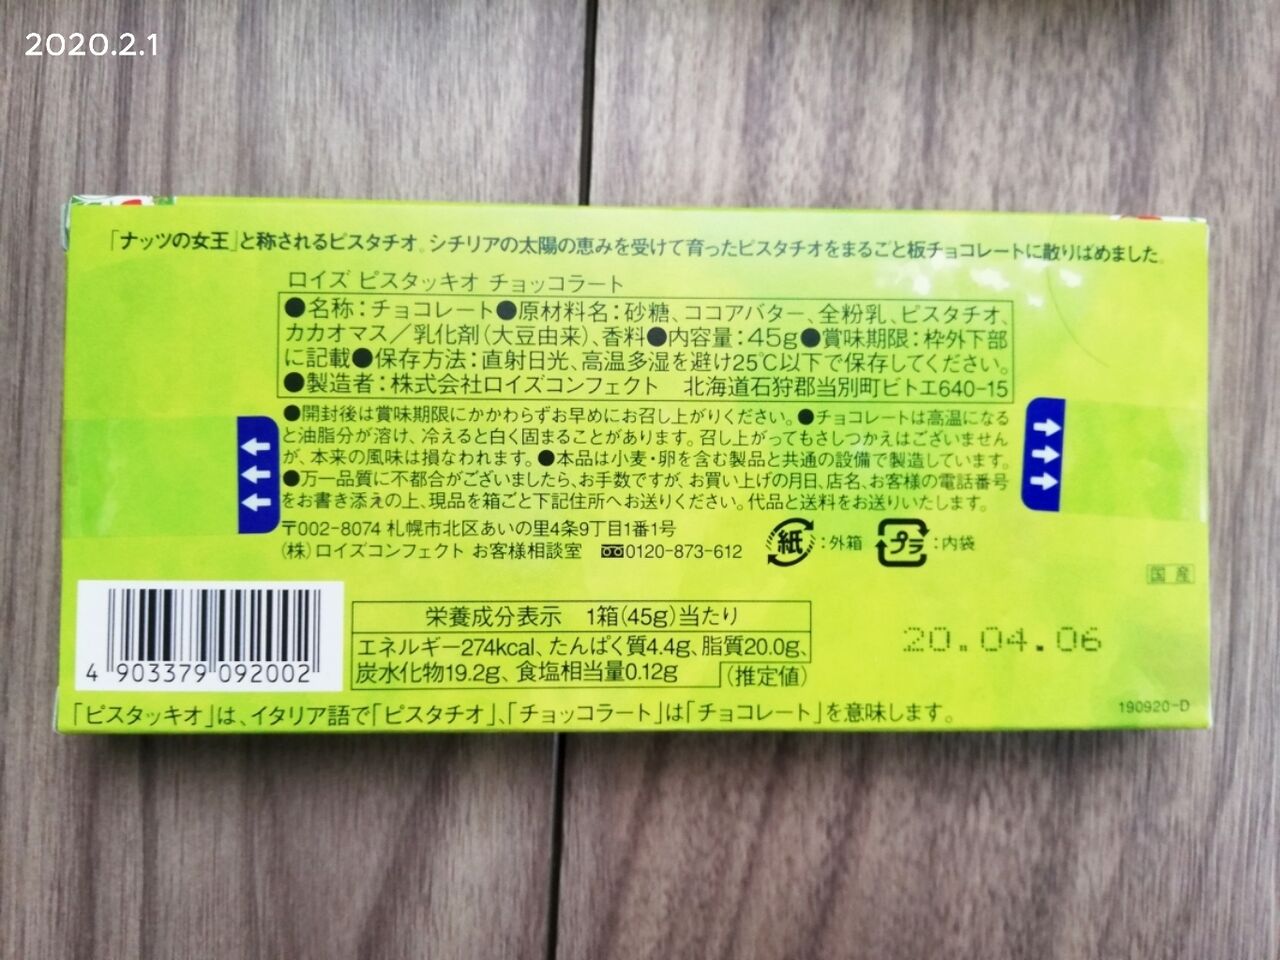 2020.2.1
「ナッツの女王」と称されるピスタチオ。シチリアの太陽の恵みを受けて育ったピスタチオをまるごと板チョコレートに散りばめました。
ロイズ ピスタッキオ チョッコラート
●名称：チョコレート●原材料名：砂糖、ココアバター、全粉乳、ピスタチオ、
カカオマス／乳化剤（大豆由来）、香料●内容量：45g●賞味期限：枠外下部
に記載●保存方法：直射日光、高温多湿を避け25℃以下で保存してください。
●製造者：株式会社ロイズコンフェクト　北海道石狩郡当別町ビトエ640-15
●開封後は賞味期限にかかわらずお早めにお召し上がりください。●チョコレートは高温になる
と油脂分が溶け、冷えると白く固まることがあります。召し上がってもさしつかえはございません
が、本来の風味は損なわれます。●本品は小麦・卵を含む製品と共通の設備で製造しています。
●万一品質に不都合がございましたら、お手数ですが、お買い上げの月日、店名、お客様の電話番号
をお書き添えの上、現品を箱ごと下記住所へお送りください。代品と送料をお送りいたします。
〒002-8074 札幌市北区あいの里4条9丁目1番1号
（株）ロイズコンフェクト お客様相談室 0120-873-612
紙：外箱 プラ：内袋
国産
栄養成分表示　1箱（45g）当たり
エネルギー274kcal、たんぱく質4.4g、脂質20.0g、
炭水化物19.2g、食塩相当量0.12g （推定値）
20.04.06
4 903379 092002
190920-D
「ピスタッキオ」は、イタリア語で「ピスタチオ」、「チョッコラート」は「チョコレート」を意味します。